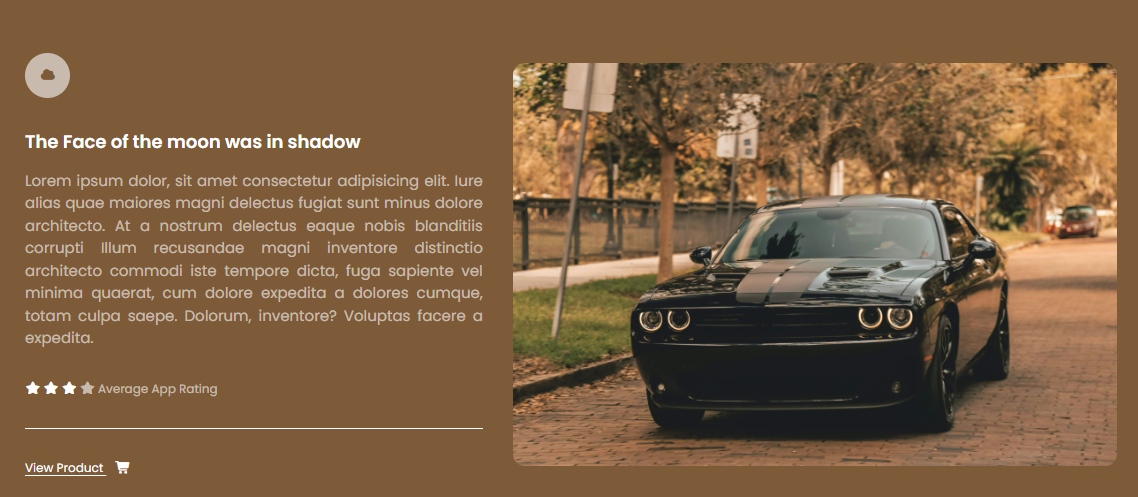 The Face of the moon was in shadow
Lorem ipsum dolor, sit amet consectetur adipisicing elit. Iure
alias quae maiores magni delectus fugiat sunt minus dolore
architecto. At a nostrum delectus eaque nobis blanditiis
corrupti Illum recusandae magni inventore distinctio
architecto commodi iste tempore dicta, fuga sapiente vel
minima quaerat, cum dolore expedita a dolores cumque,
totam culpa saepe. Dolorum, inventore? Voluptas facere a
expedita.
Average App Rating
View Product